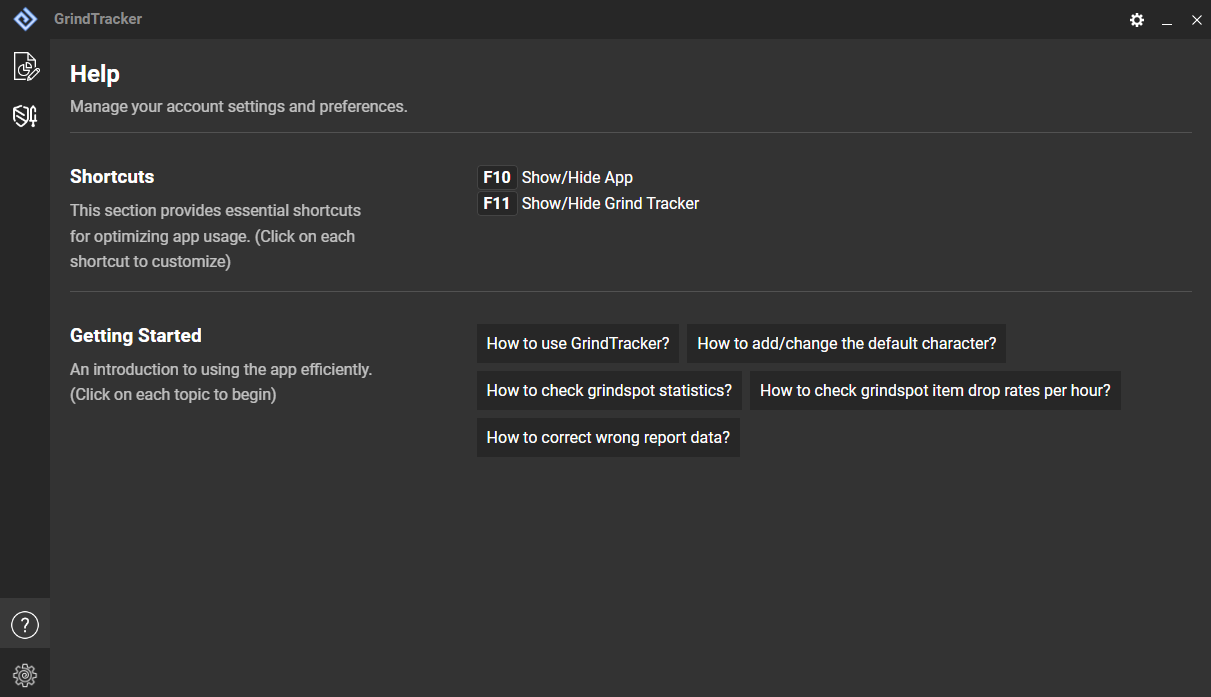 GrindTracker
Help
Manage your account settings and preferences.
Shortcuts
This section provides essential shortcuts
for optimizing app usage. (Click on each
shortcut to customize)
F10 Show/Hide App
F11 Show/Hide Grind Tracker
Getting Started
An introduction to using the app efficiently.
(Click on each topic to begin)
How to use GrindTracker? How to add/change the default character?
How to check grindspot statistics? How to check grindspot item drop rates per hour?
How to correct wrong report data?
?